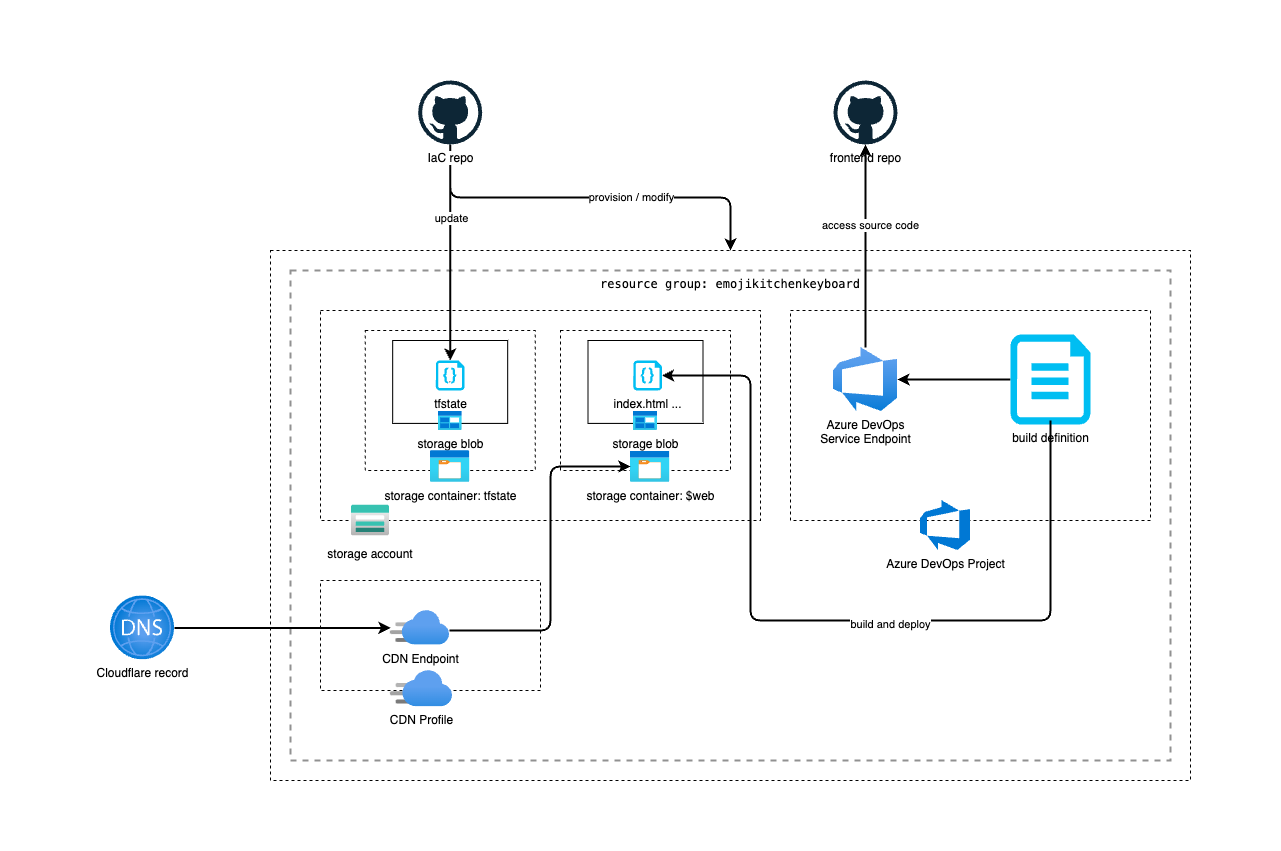 IaC repo
frontend repo
provision / modify
update
access source code
resource group: emojikitchenkeyboard
tfstate
index.html ...
storage blob
storage blob
Azure DevOps
Service Endpoint
build definition
storage container: tfstate
storage container: $web
storage account
Azure DevOps Project
DNS
Cloudflare record
CDN Endpoint
CDN Profile
build and deploy